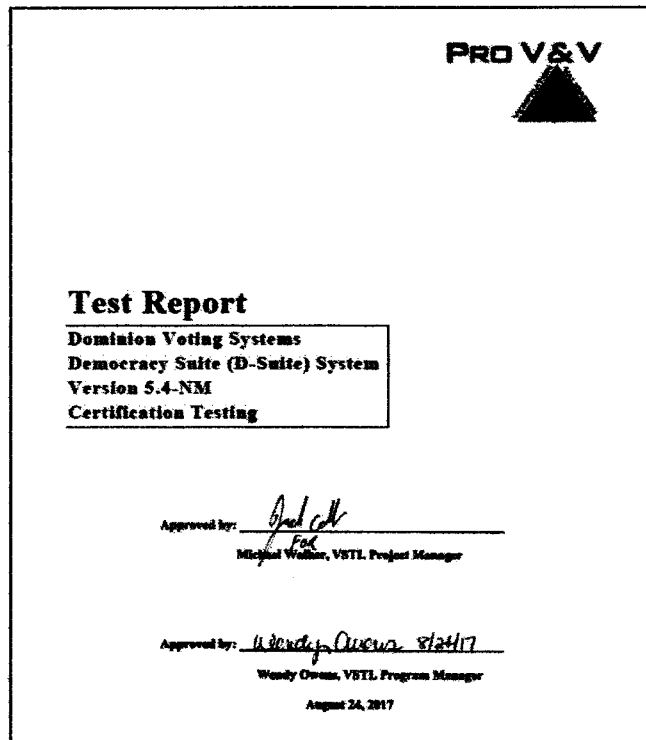 PRO V&V
Test Report
Dominion Voting Systems
Democracy Suite (D-Suite) System
Version 5.4-NM
Certification Testing
Approved by:
FOR
Michael Walker, VSTL Project Manager
Approved by: Wendy Owens 8/24/17
Wendy Owens, VSTL Program Manager
August 24, 2017